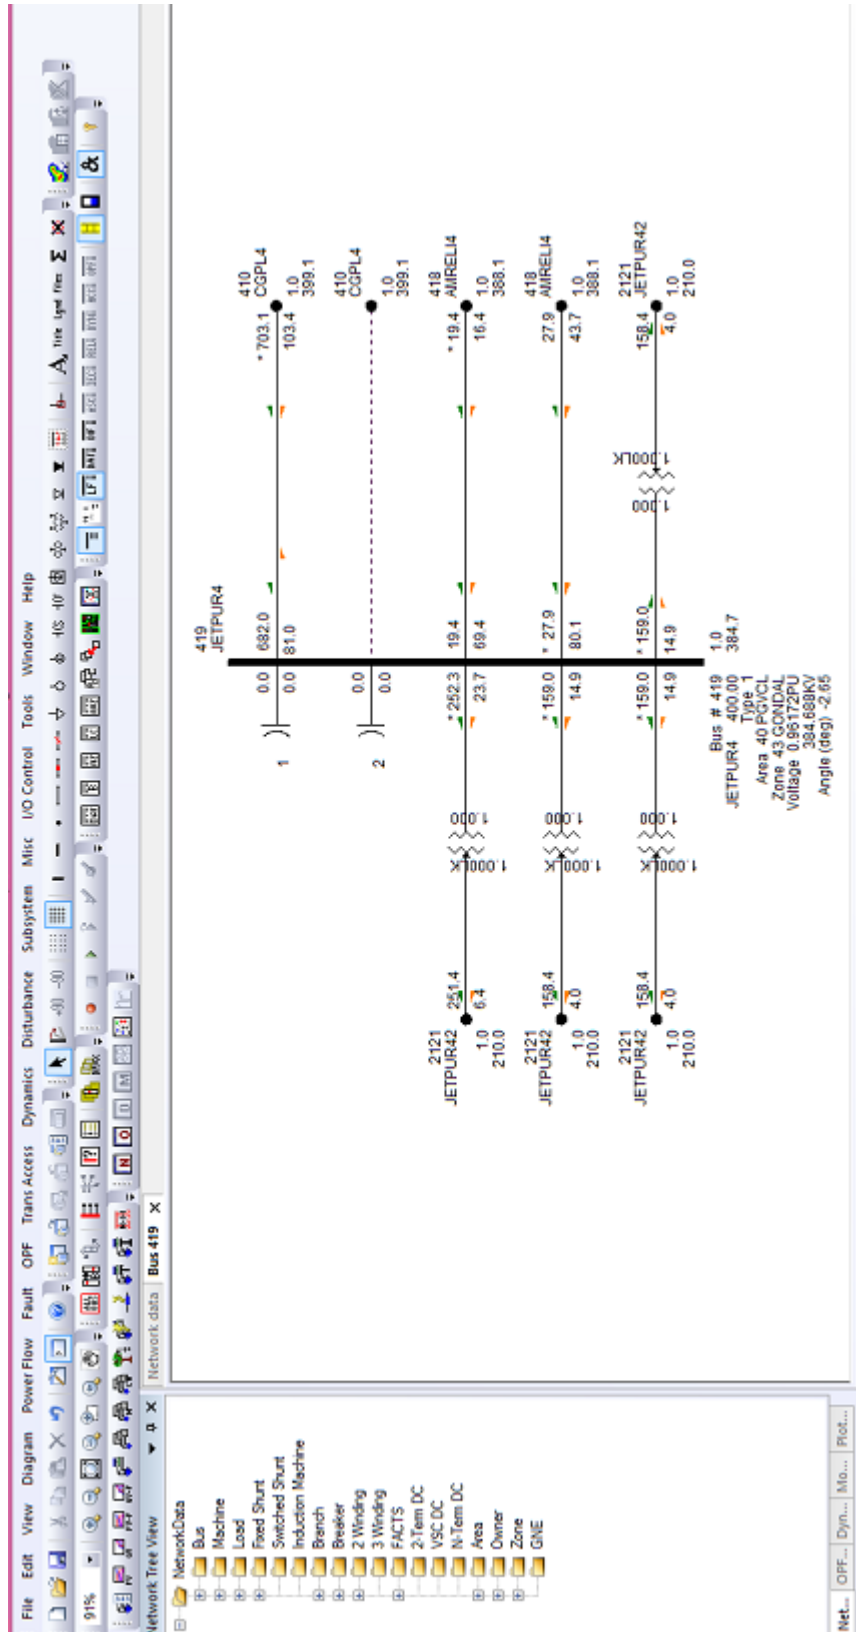 File Edit View Diagram Power Flow Fault OPF Trans Access Dynamics Disturbance Subsystem Misc I/O Control Tools Window Help
+90 -90
A Title Lgnd Files Σ
91%
&
Network Tree View
Network data Bus 419
NetworkData
Bus
Machine
Load
Fixed Shunt
Switched Shunt
Induction Machine
Branch
Breaker
2 Winding
3 Winding
FACTS
2-Term DC
VSC DC
N-Term DC
Area
Owner
Zone
GNE
Net... OPF... Dyn... Mo... Plot...
419
JETPUR4
1
0.0
0.0
682.0
81.0
*703.1
103.4
410
CGPL4
1.0
399.1
2
0.0
0.0
410
CGPL4
1.0
399.1
2121
JETPUR42
1.0
210.0
251.4
6.4
1.000LK
1.000
*252.3
23.7
19.4
69.4
*19.4
16.4
418
AMRELI4
1.0
388.1
2121
JETPUR42
1.0
210.0
158.4
4.0
1.000LK
1.000
*159.0
14.9
*27.9
80.1
27.9
43.7
418
AMRELI4
1.0
388.1
2121
JETPUR42
1.0
210.0
158.4
4.0
1.000LK
1.000
*159.0
14.9
*159.0
14.9
1.000
1.000LK
158.4
4.0
2121
JETPUR42
1.0
210.0
1.0
384.7
Bus # 419
JETPUR4 400.00
Type 1
Area 40 PGVCL
Zone 43 GONDAL
Voltage 0.96172PU
384.688KV
Angle (deg) -2.65